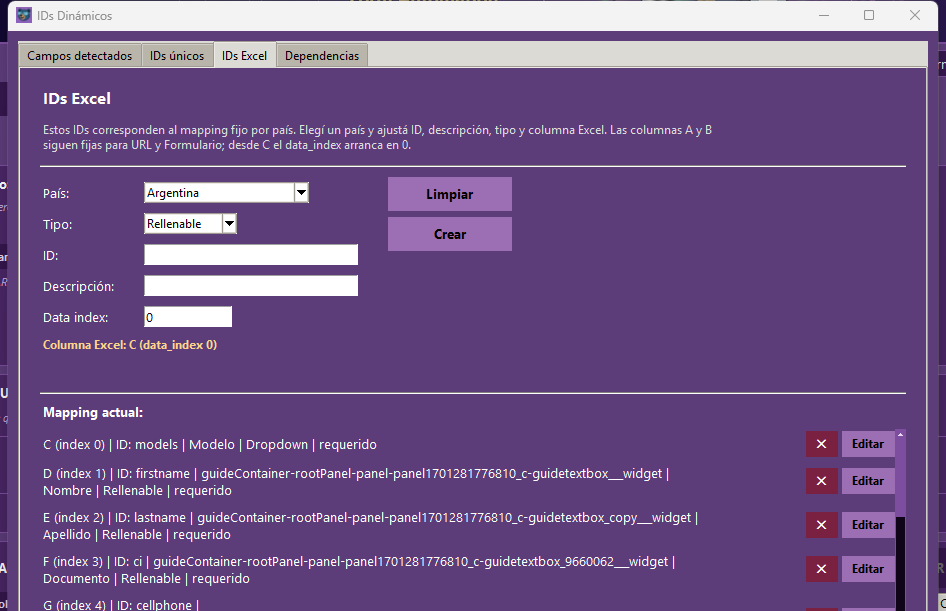 IDs Dinámicos
Campos detectados
IDs únicos
IDs Excel
Dependencias
IDs Excel
Estos IDs corresponden al mapping fijo por país. Elegí un país y ajustá ID, descripción, tipo y columna Excel. Las columnas A y B
siguen fijas para URL y Formulario; desde C el data_index arranca en 0.
País:
Argentina
Limpiar
Tipo:
Rellenable
Crear
ID:
Descripción:
Data index:
0
Columna Excel: C (data_index 0)
Mapping actual:
C (index 0) | ID: models | Modelo | Dropdown | requerido
✕
Editar
D (index 1) | ID: firstname | guideContainer-rootPanel-panel-panel1701281776810_c-guidetextbox___widget |
Nombre | Rellenable | requerido
✕
Editar
E (index 2) | ID: lastname | guideContainer-rootPanel-panel-panel1701281776810_c-guidetextbox_copy___widget |
Apellido | Rellenable | requerido
✕
Editar
F (index 3) | ID: ci | guideContainer-rootPanel-panel-panel1701281776810_c-guidetextbox_9660062___widget |
Documento | Rellenable | requerido
✕
Editar
G (index 4) | ID: cellphone |